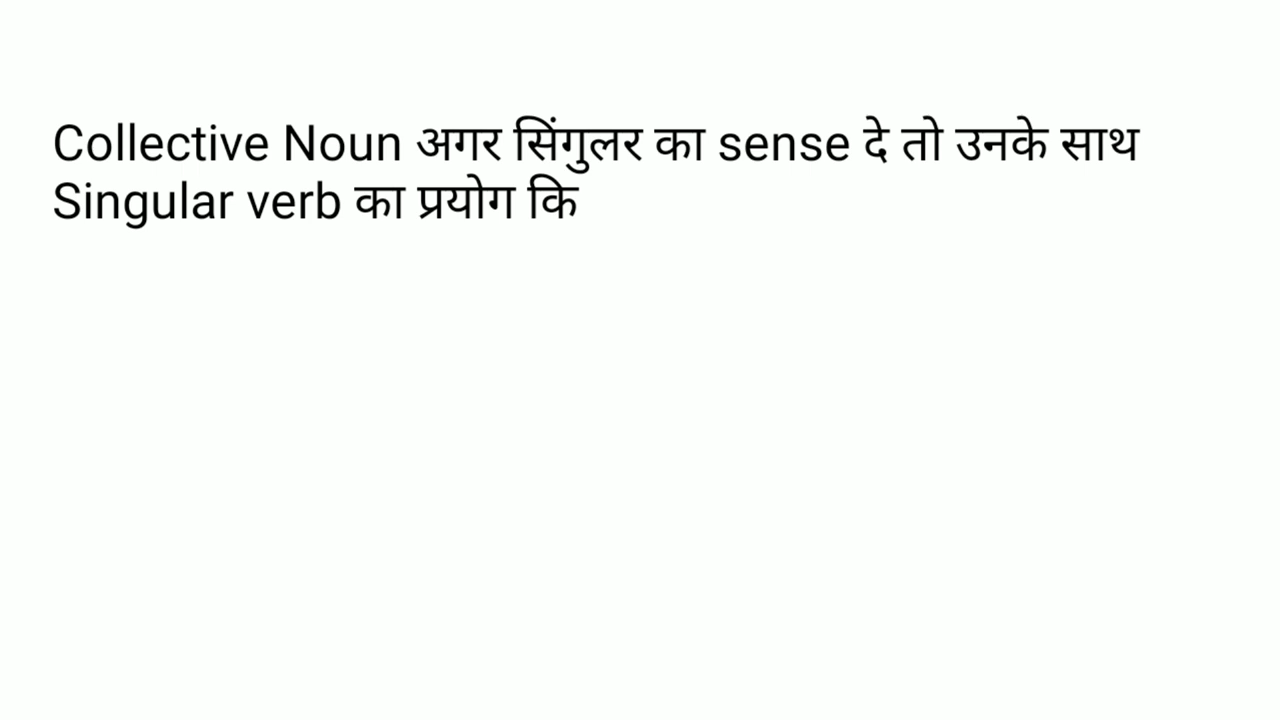 Collective Noun अगर सिंगुलर का sense दे तो उनके साथ
Singular verb का प्रयोग कि